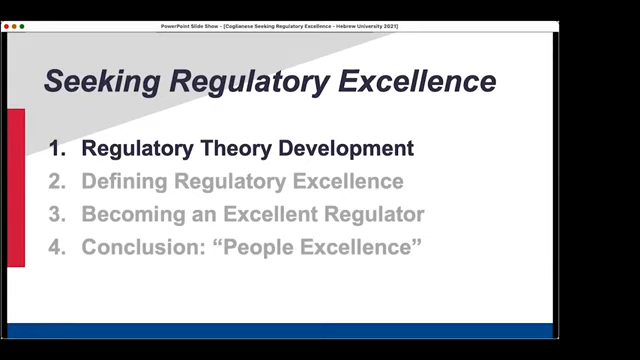 PowerPoint Slide Show - [Coglianese Seeking Regulatory Excellence - Hebrew University 2021]
Seeking Regulatory Excellence
1. Regulatory Theory Development
2. Defining Regulatory Excellence
3. Becoming an Excellent Regulator
4. Conclusion: “People Excellence”